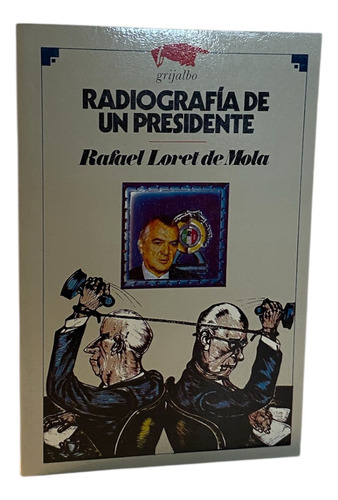 grijalbo
RADIOGRAFÍA DE
UN PRESIDENTE
Rafael Loret de Mola